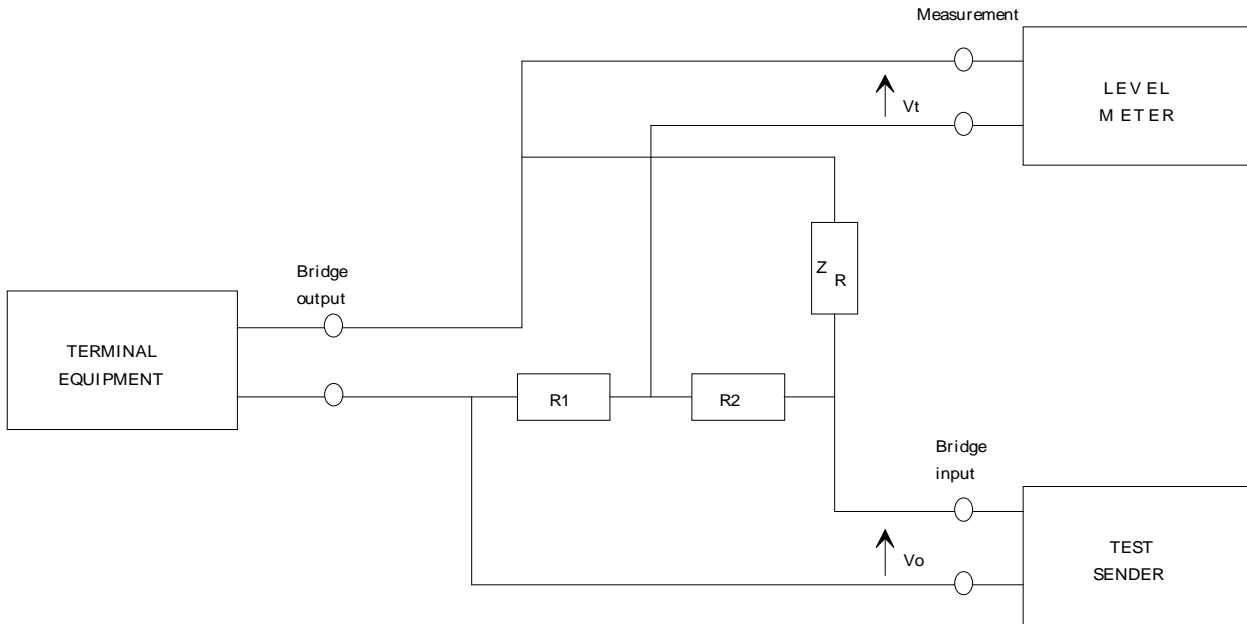 Measurement
LEVEL
METER
Vt
Z
R
Bridge
output
TERMINAL
EQUIPMENT
R1
R2
Bridge
input
Vo
TEST
SENDER